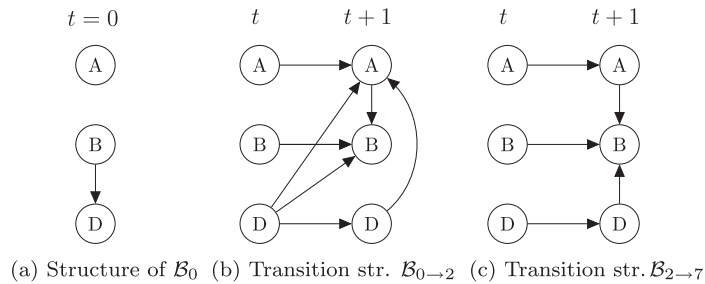 t = 0
t
t + 1
t
t + 1
A
A
A
A
A
B
B
B
B
B
D
D
D
D
D
(a) Structure of B₀ (b) Transition str. B₀→₂ (c) Transition str. B₂→₇